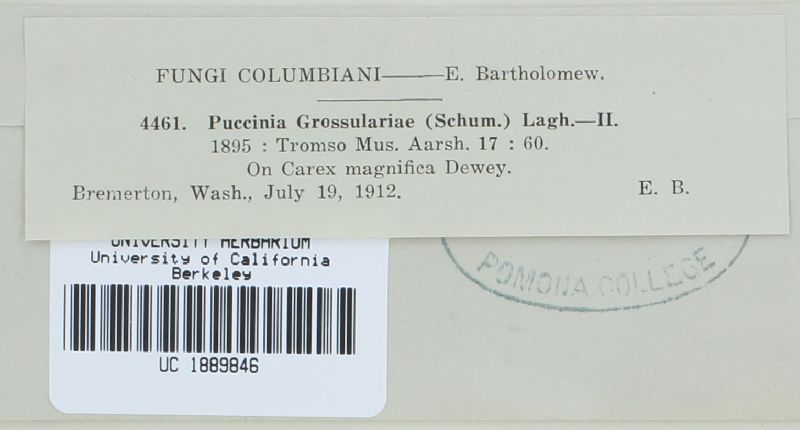 FUNGI COLUMBIANI——E. Bartholomew.
4461. Puccinia Grossulariae (Schum.) Lagh.—II.
1895 : Tromso Mus. Aarsh. 17 : 60.
On Carex magnifica Dewey.
Bremerton, Wash., July 19, 1912. E. B.
UNIVERSITY HERBARIUM
University of California
Berkeley
UC 1889846
POMONA COLLEGE